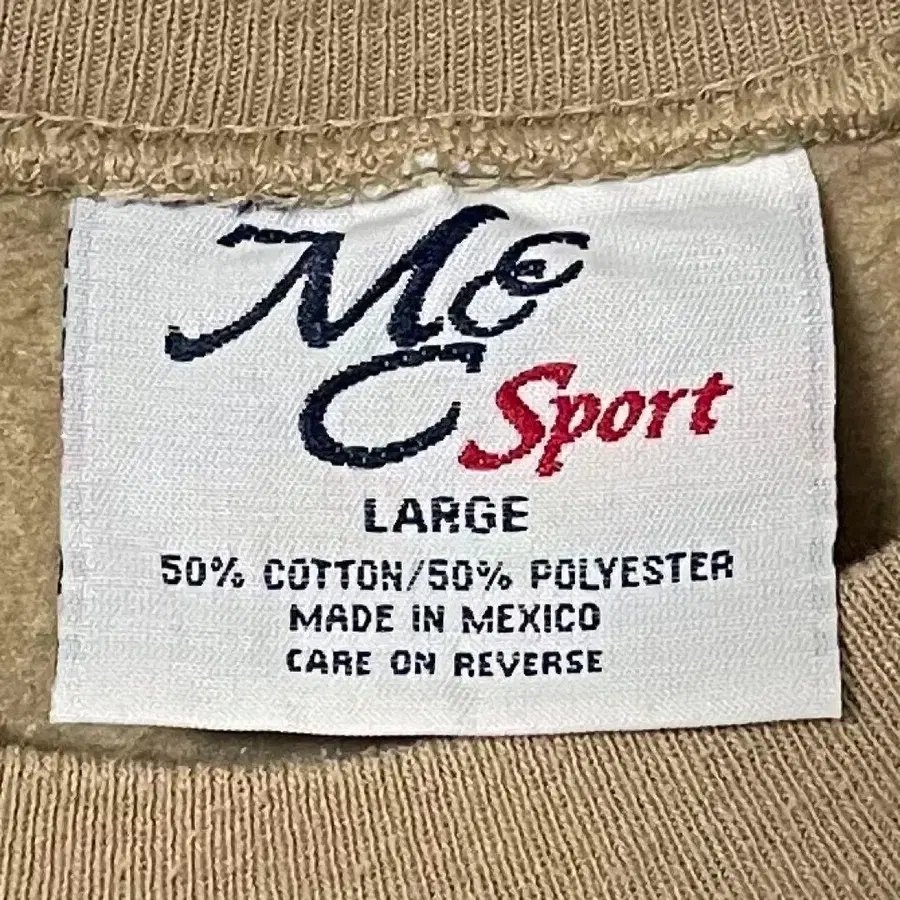 MCC
Sport
LARGE
50% COTTON/50% POLYESTER
MADE IN MEXICO
CARE ON REVERSE